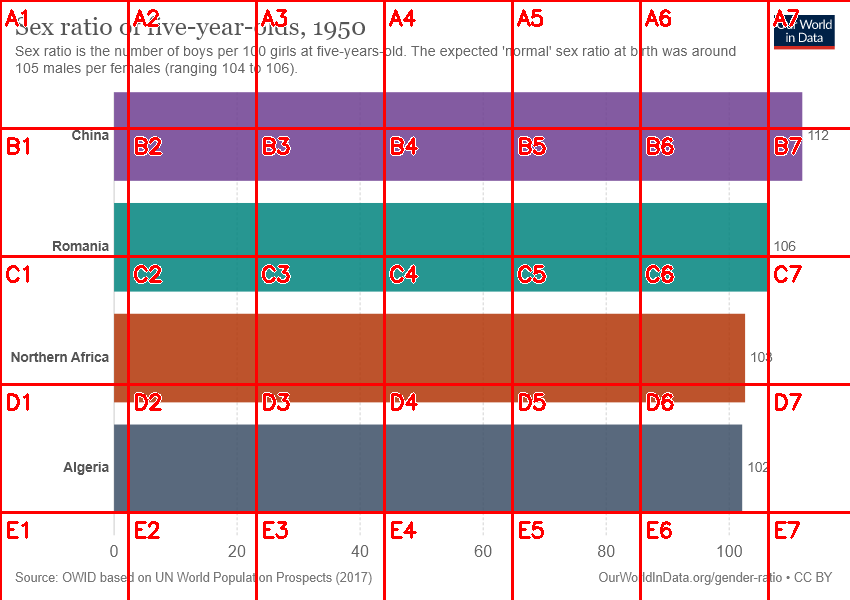 Sex ratio of five-year-olds, 1950
Our World
in Data
Sex ratio is the number of boys per 100 girls at five-years-old. The expected 'normal' sex ratio at birth was around
105 males per females (ranging 104 to 106).
A1 A2 A3 A4 A5 A6 A7
China 112
B1 B2 B3 B4 B5 B6 B7
Romania 106
C1 C2 C3 C4 C5 C6 C7
Northern Africa 103
D1 D2 D3 D4 D5 D6 D7
Algeria 102
E1 E2 E3 E4 E5 E6 E7
0 20 40 60 80 100
Source: OWID based on UN World Population Prospects (2017)
OurWorldInData.org/gender-ratio • CC BY